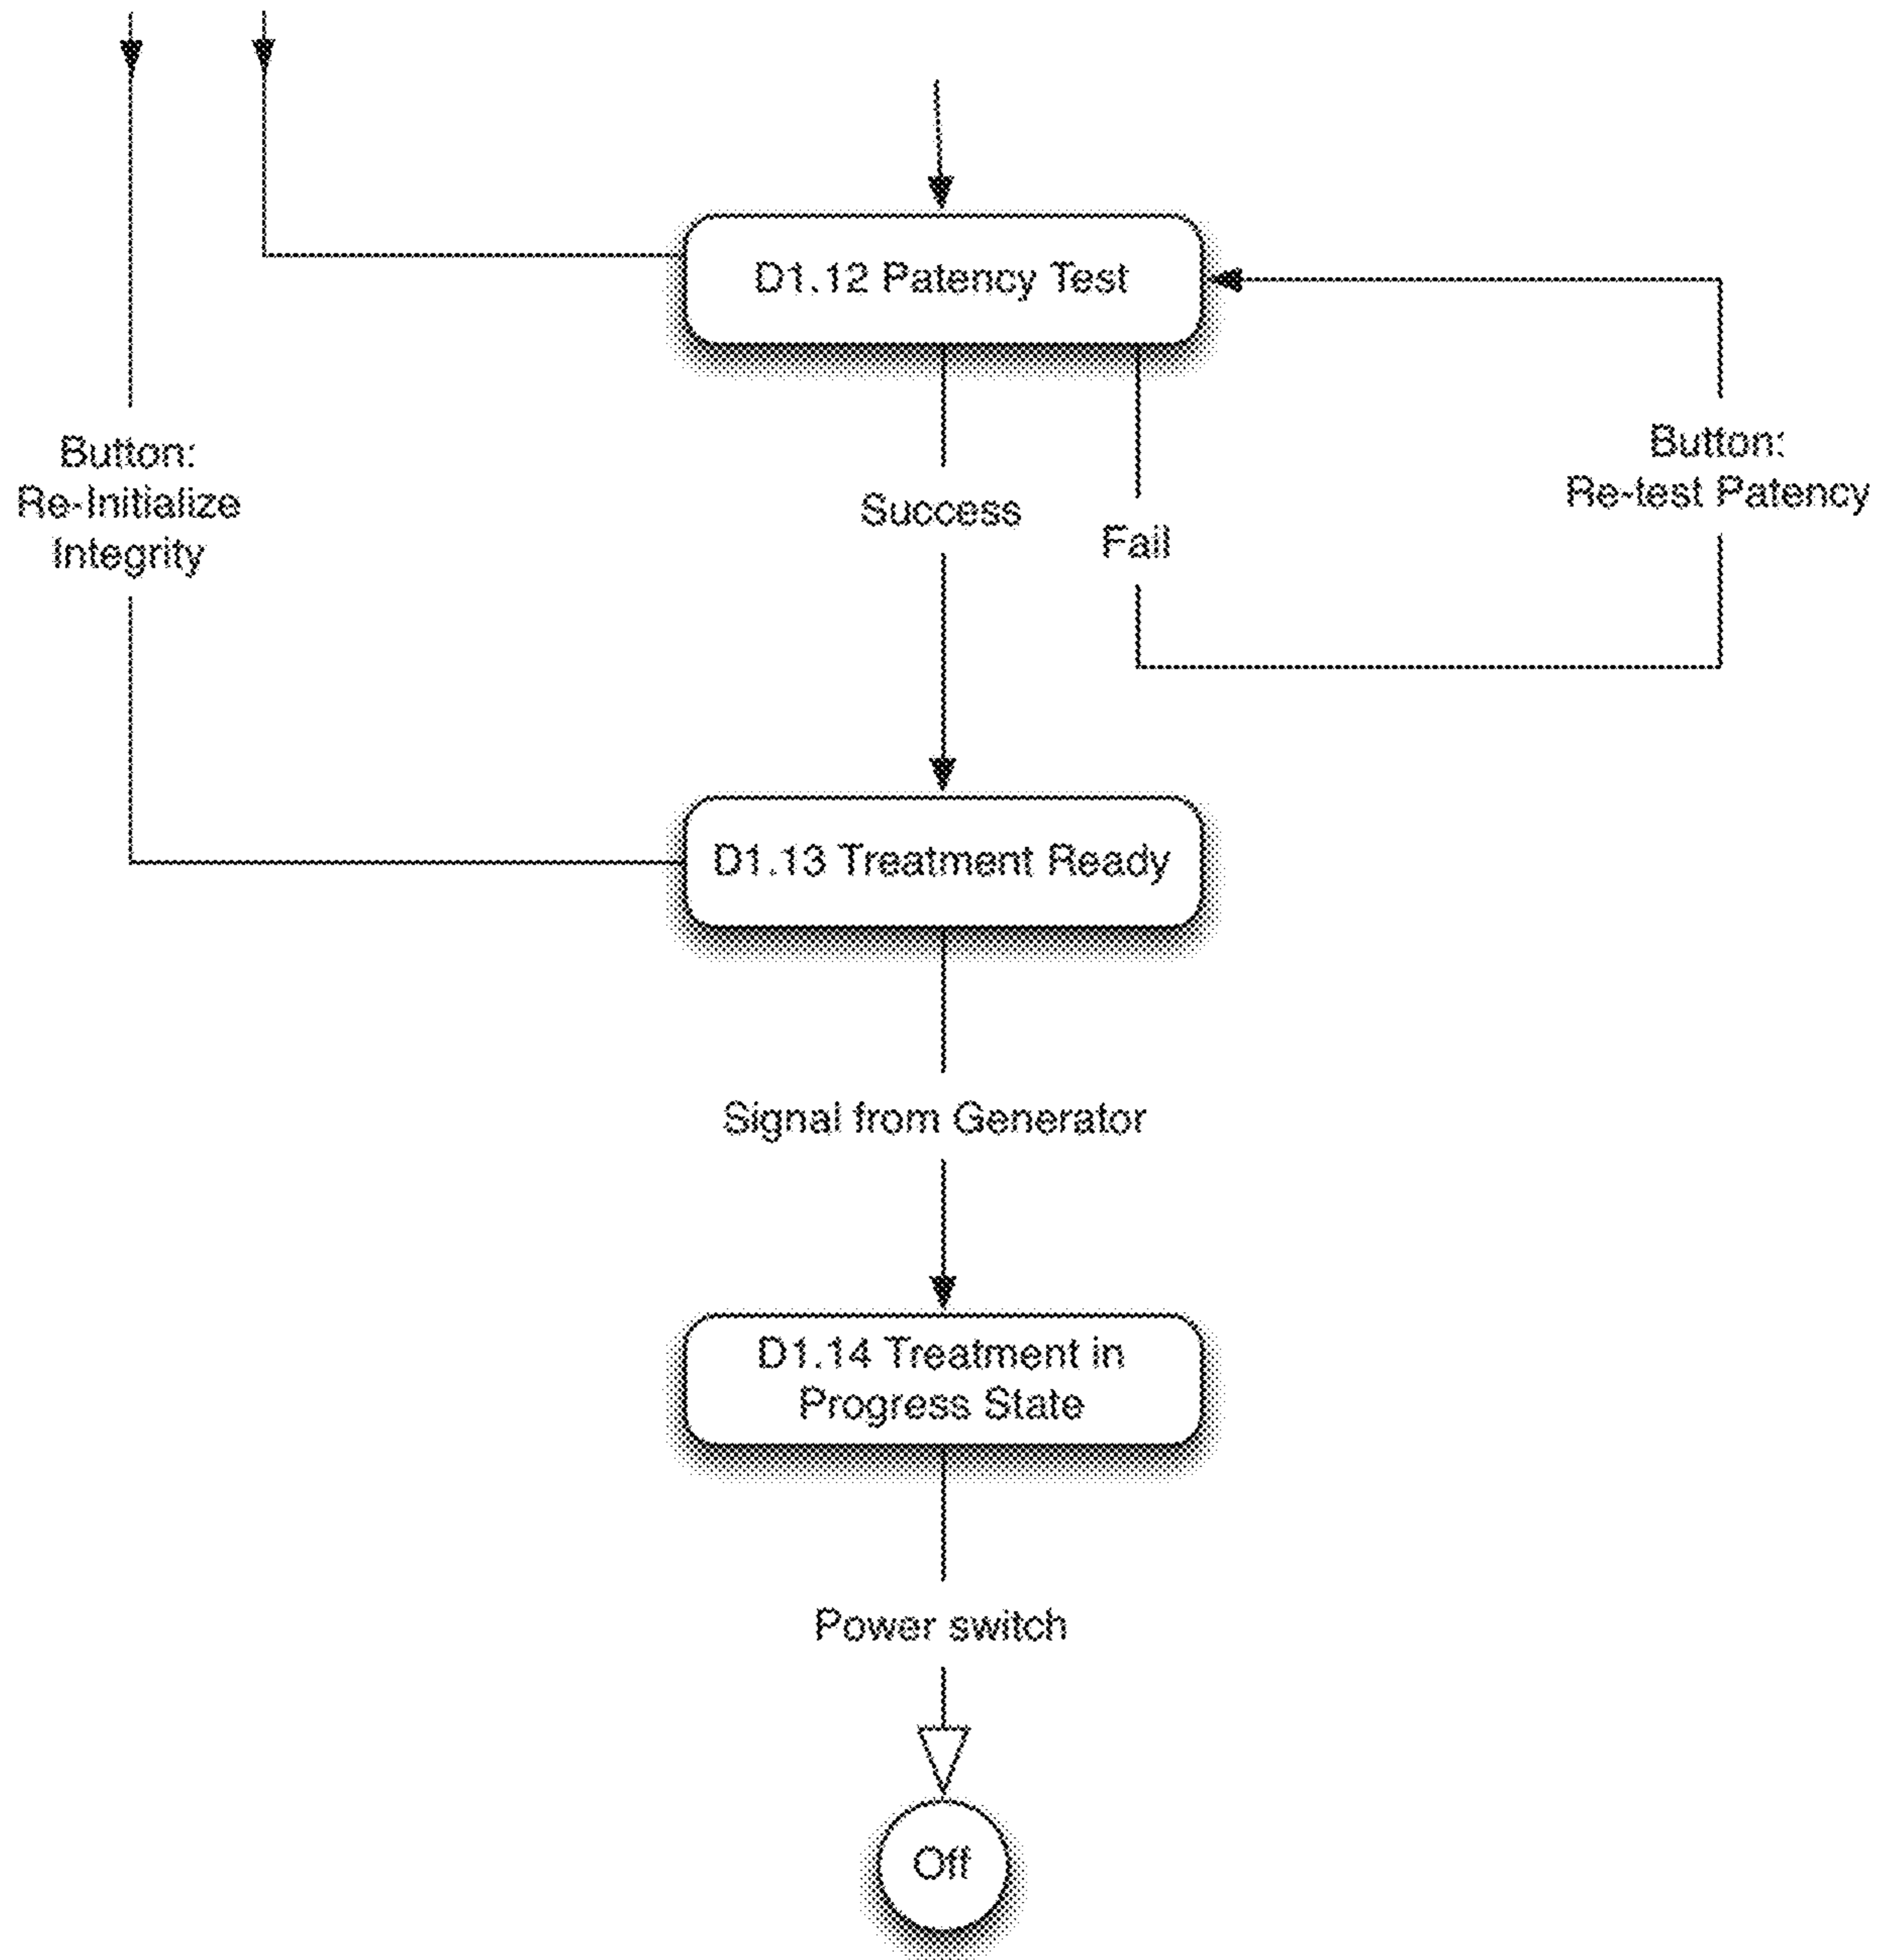 D1.12 Patency Test
Button:
Re-Initialize
Integrity
Success
Fail
Button:
Re-test Patency
D1.13 Treatment Ready
Signal from Generator
D1.14 Treatment in
Progress State
Power switch
Off